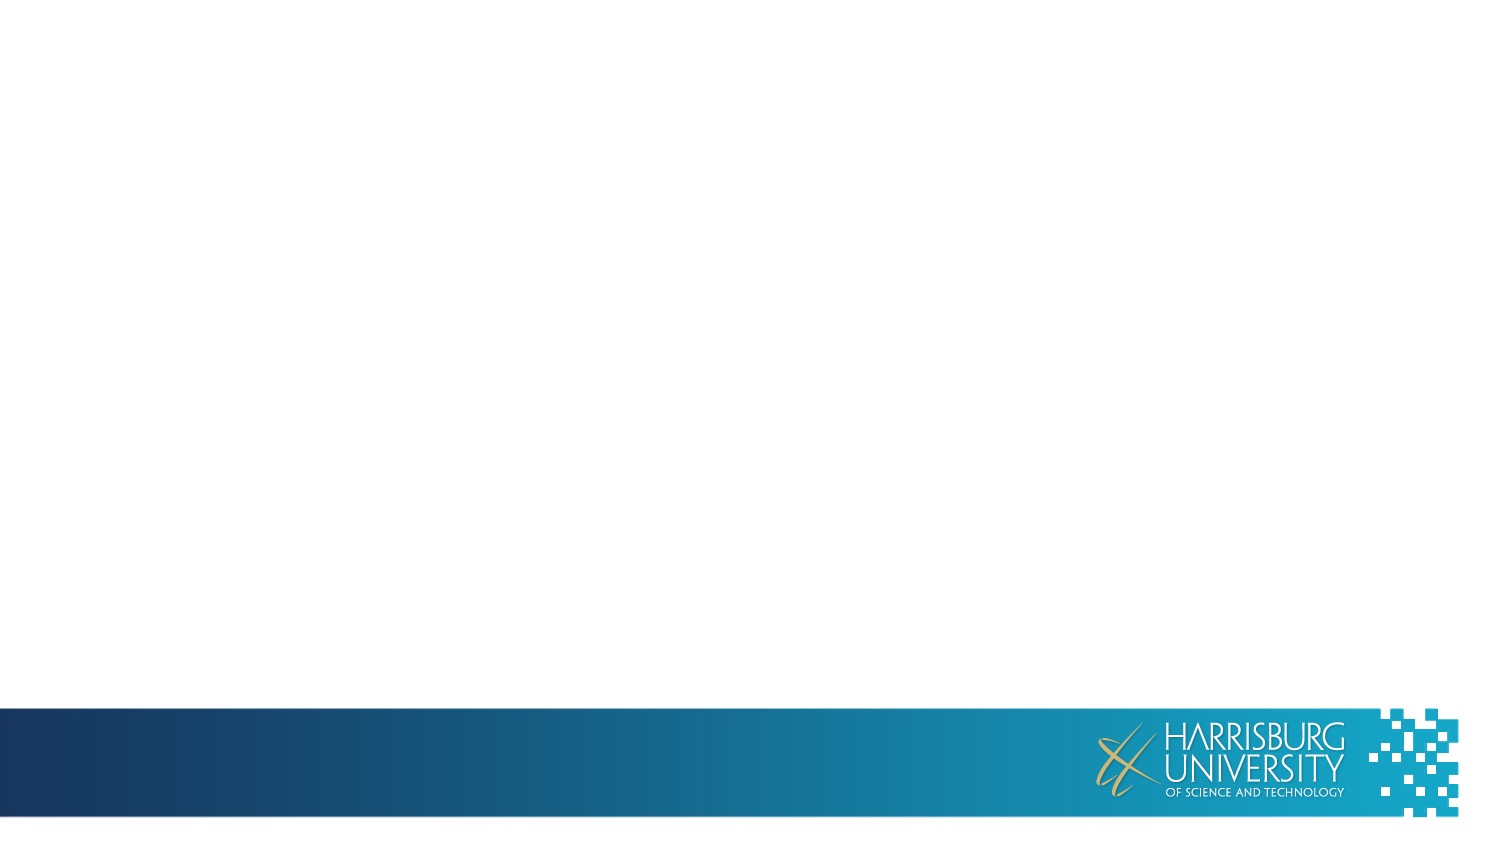 HARRISBURG
UNIVERSITY
OF SCIENCE AND TECHNOLOGY